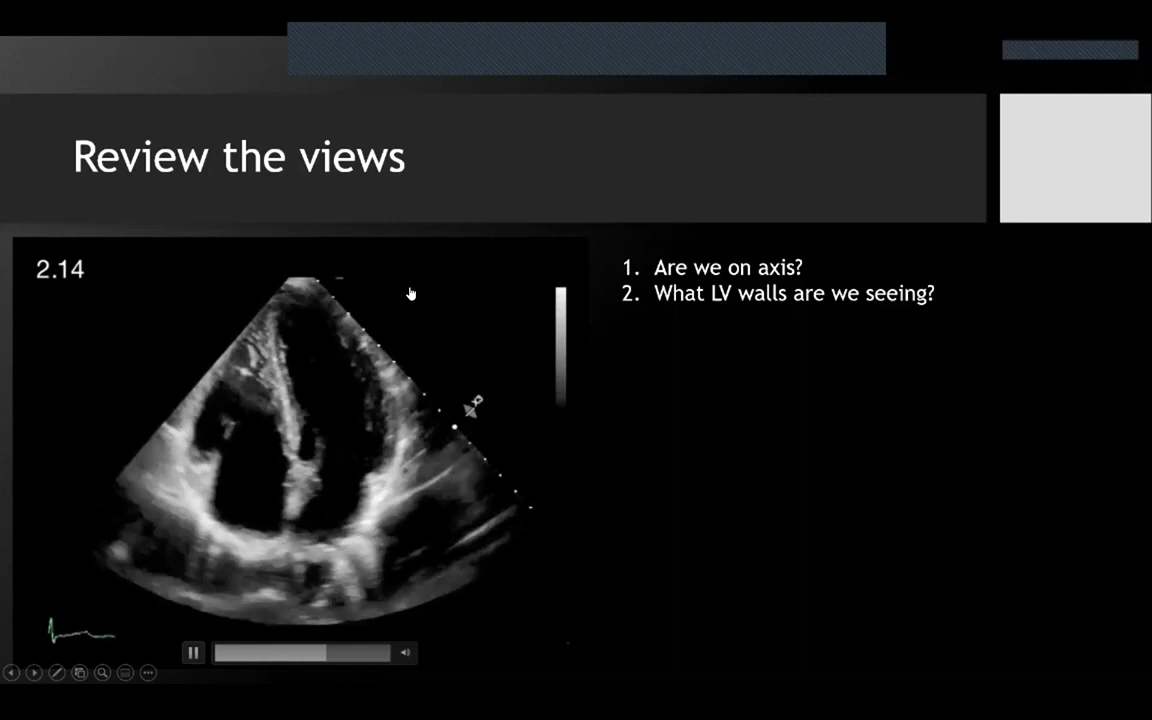 Review the views
2.14
1. Are we on axis?
2. What LV walls are we seeing?